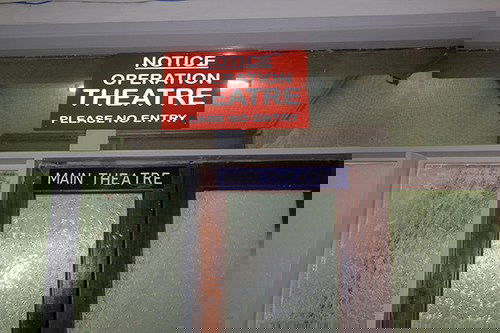 NOTICE
OPERATION
THEATRE
PLEASE NO ENTRY
MAIN THEATRE